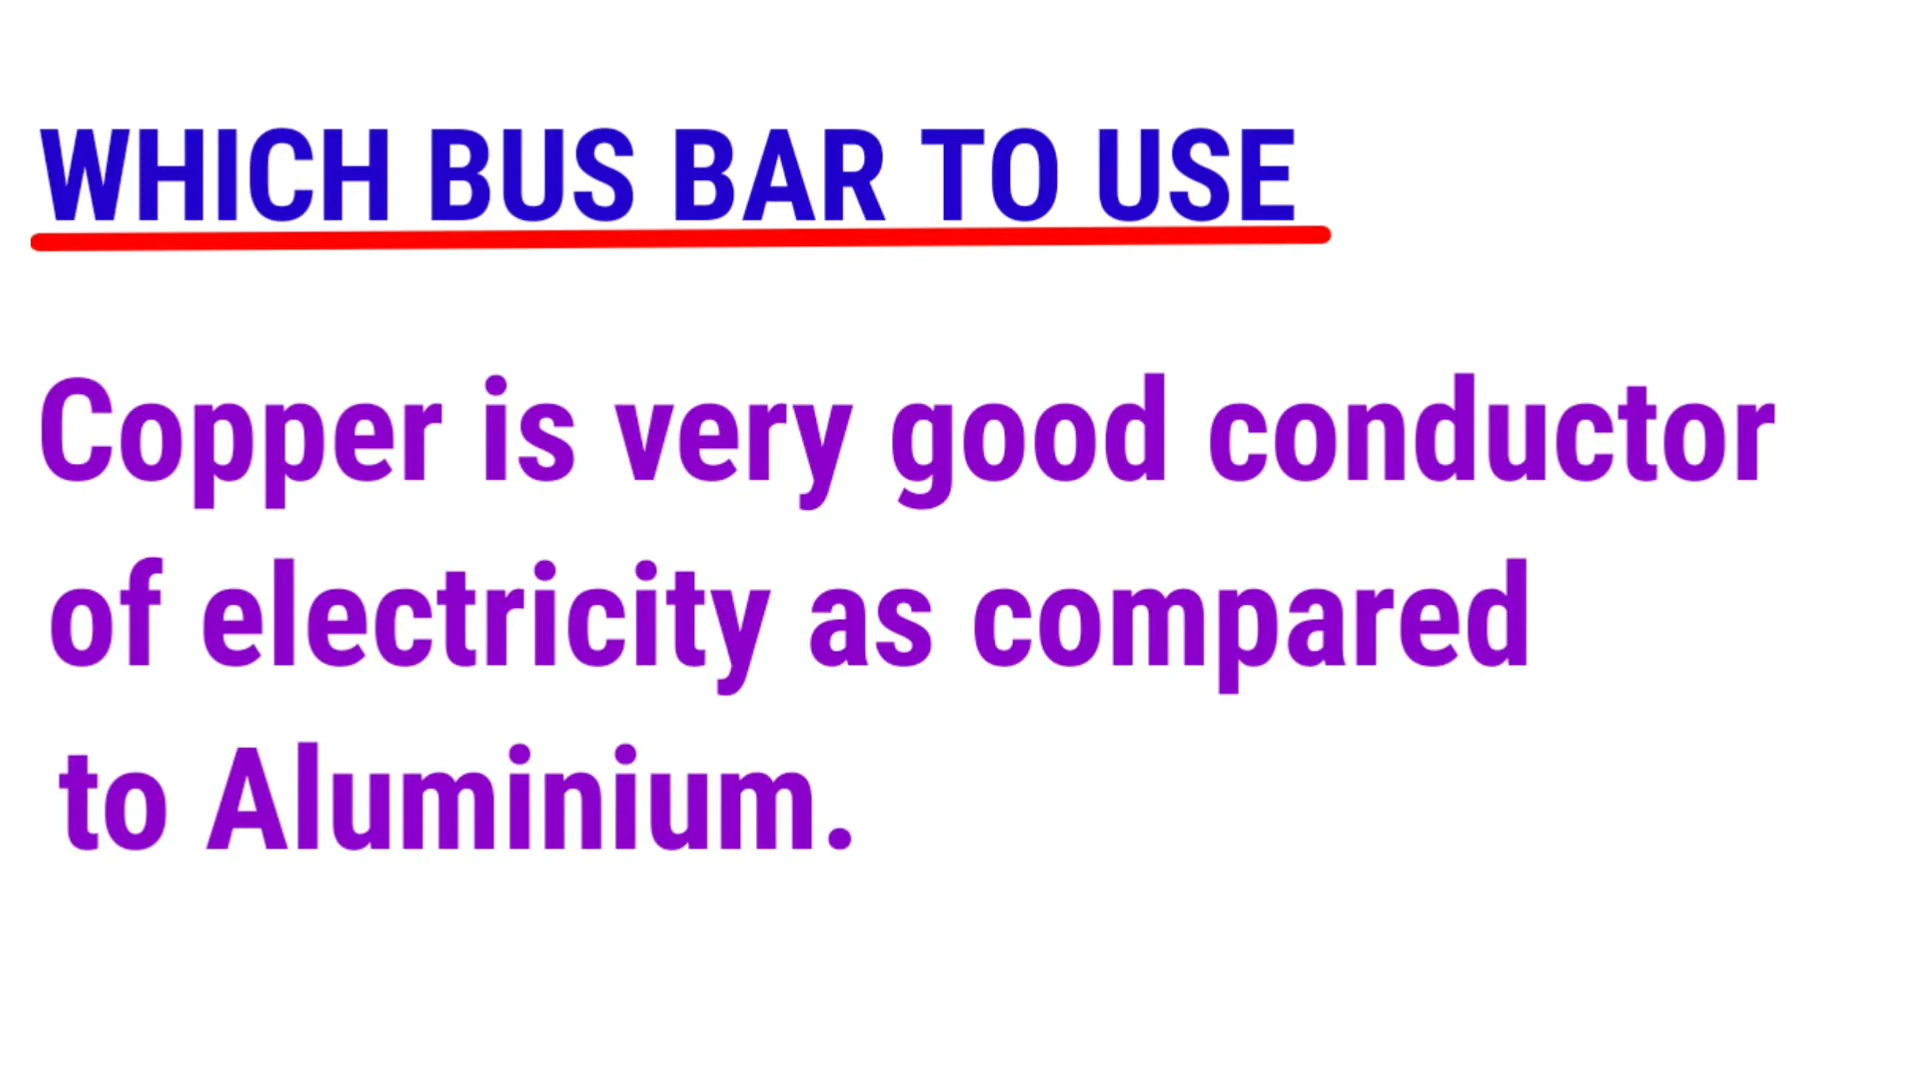 WHICH BUS BAR TO USE
Copper is very good conductor
of electricity as compared
to Aluminium.